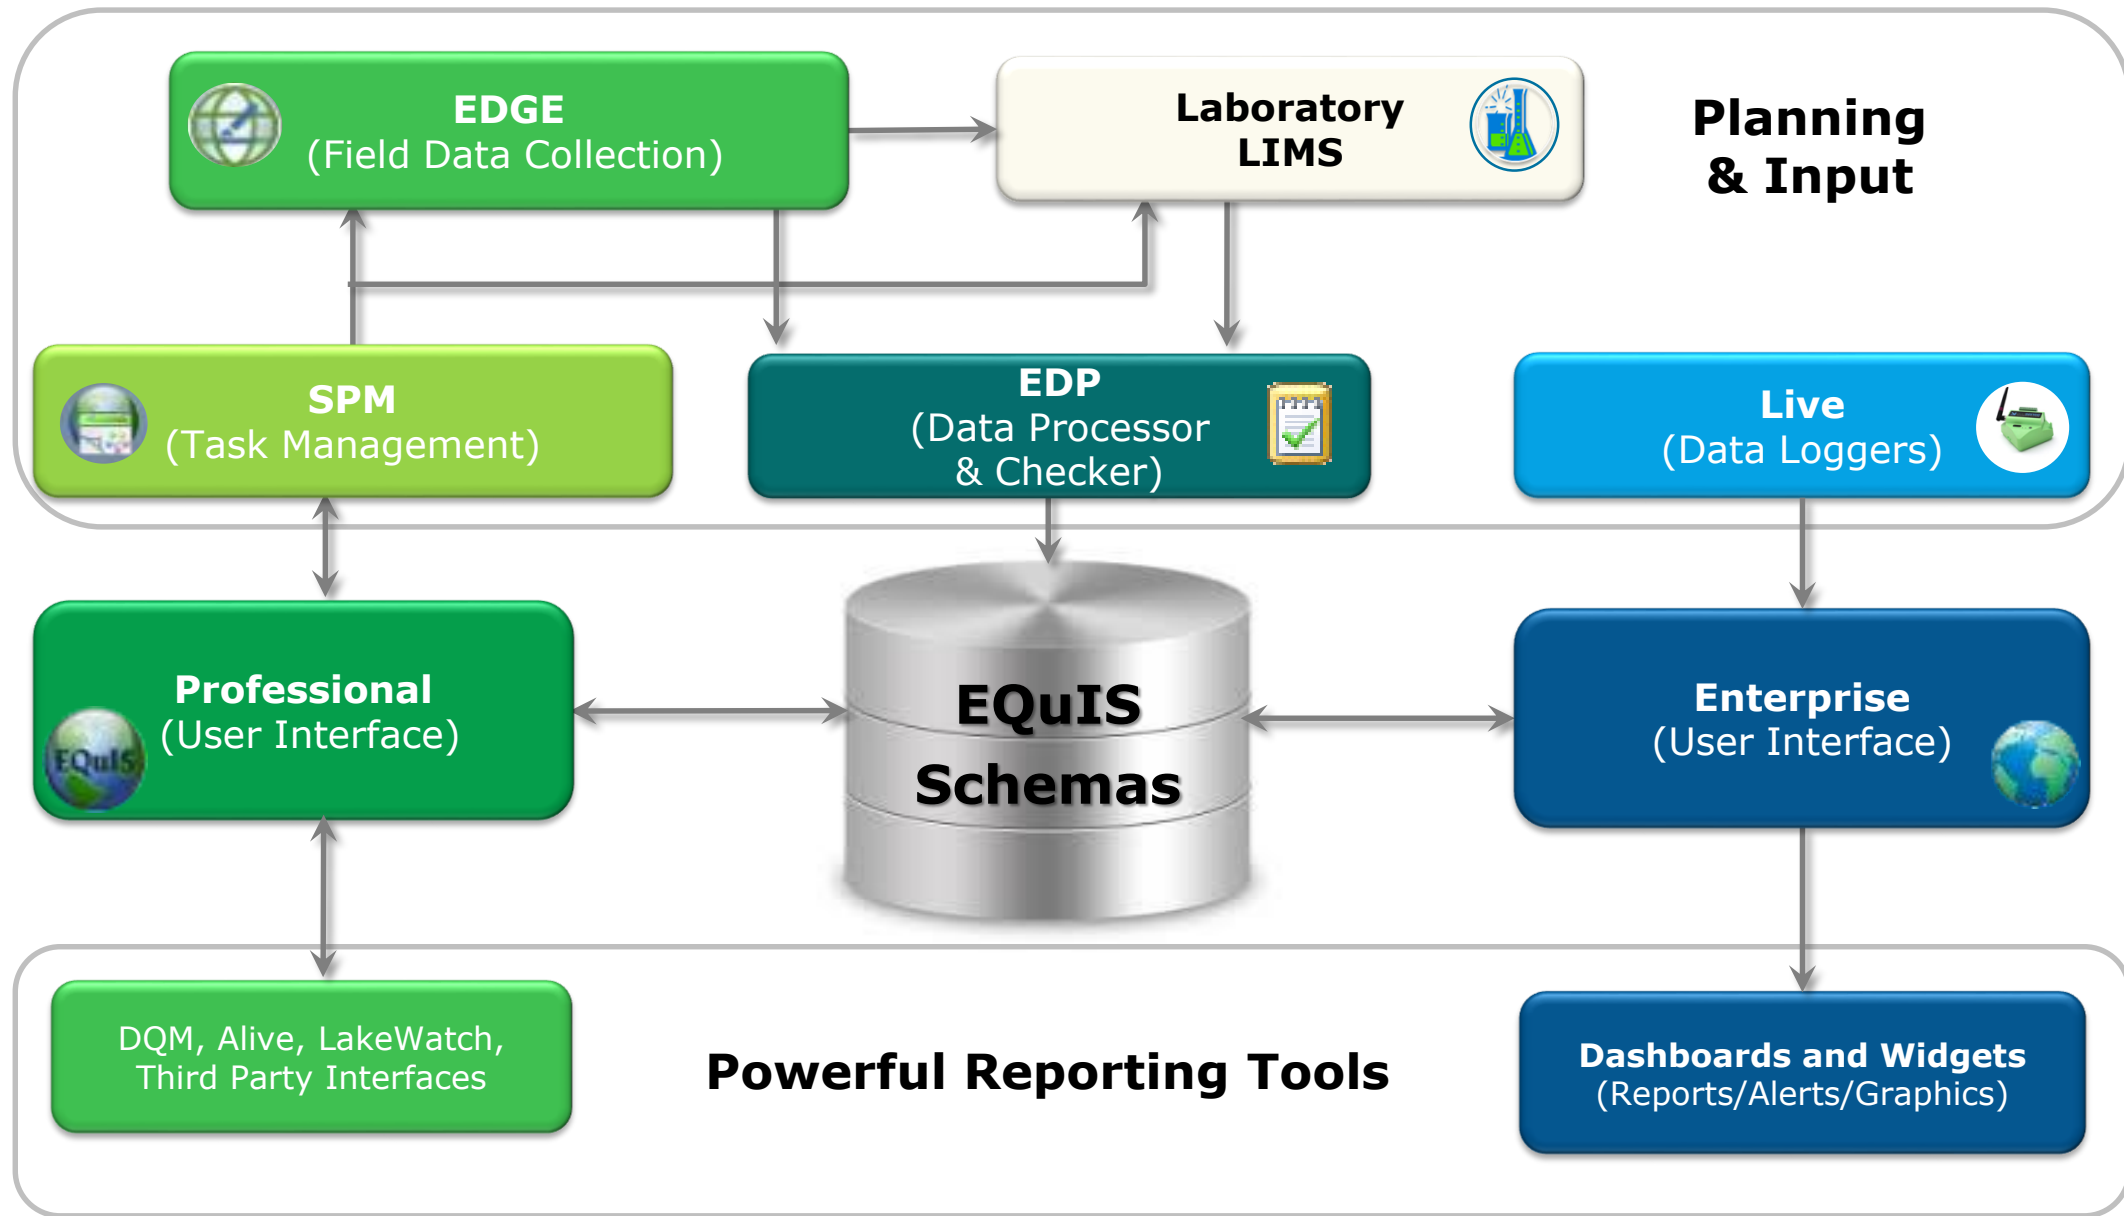 EDGE
(Field Data Collection)
Laboratory
LIMS
Planning
& Input
SPM
(Task Management)
EDP
(Data Processor
& Checker)
Live
(Data Loggers)
Professional
(User Interface)
EQuIS
EQuIS
Schemas
Enterprise
(User Interface)
DQM, Alive, LakeWatch,
Third Party Interfaces
Powerful Reporting Tools
Dashboards and Widgets
(Reports/Alerts/Graphics)